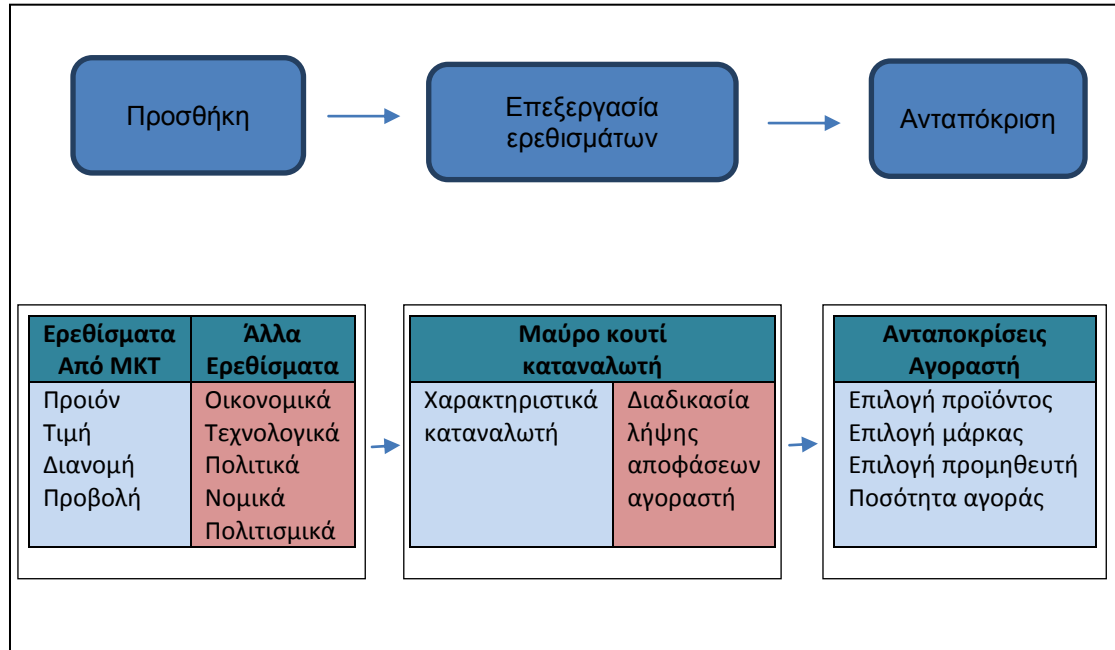 Προσθήκη
Επεξεργασία
ερεθισμάτων
Ανταπόκριση
Ερεθίσματα
Από ΜΚΤ
Άλλα
Ερεθίσματα
Προιόν
Τιμή
Διανομή
Προβολή
Οικονομικά
Τεχνολογικά
Πολιτικά
Νομικά
Πολιτισμικά
Μαύρο κουτί
καταναλωτή
Χαρακτηριστικά
καταναλωτή
Διαδικασία
λήψης
αποφάσεων
αγοραστή
Ανταποκρίσεις
Αγοραστή
Επιλογή προϊόντος
Επιλογή μάρκας
Επιλογή προμηθευτή
Ποσότητα αγοράς